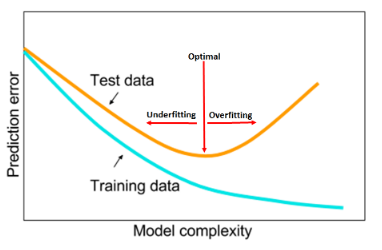 Optimal
Test data
Underfitting
Overfitting
Training data
Prediction error
Model complexity